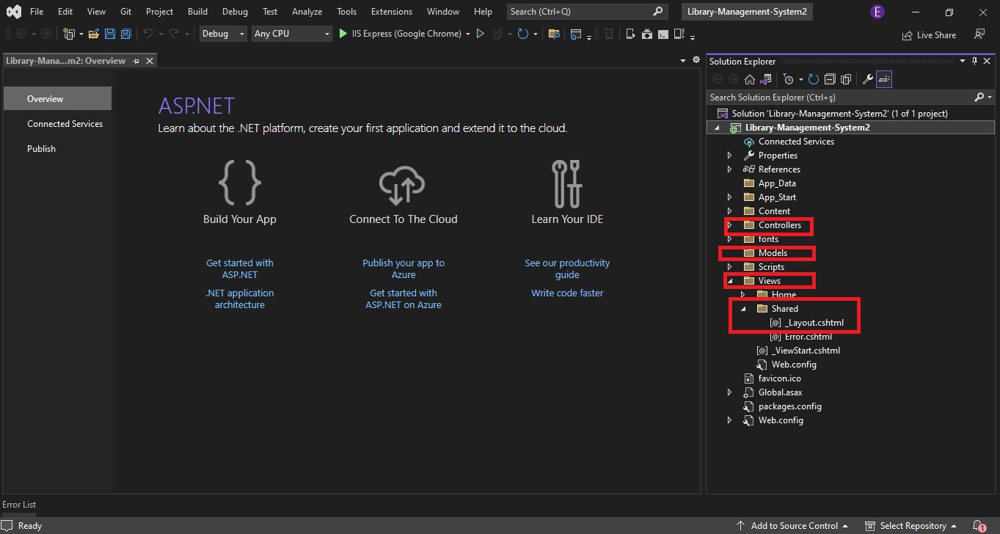 File Edit View Git Project Build Debug Test Analyze Tools Extensions Window Help Search (Ctrl+Q) Library-Management-System2 E
Debug Any CPU IIS Express (Google Chrome) Live Share
Library-Mana...m2: Overview
Overview
Connected Services
Publish
ASP.NET
Learn about the .NET platform, create your first application and extend it to the cloud.
Build Your App
Connect To The Cloud
Learn Your IDE
Get started with
ASP.NET
.NET application
architecture
Publish your app to
Azure
Get started with
ASP.NET on Azure
See our productivity
guide
Write code faster
Solution Explorer
Search Solution Explorer (Ctrl+ş)
Solution 'Library-Management-System2' (1 of 1 project)
Library-Management-System2
Connected Services
Properties
References
App_Data
App_Start
Content
Controllers
fonts
Models
Scripts
Views
Home
Shared
_Layout.cshtml
Error.cshtml
_ViewStart.cshtml
Web.config
favicon.ico
Global.asax
packages.config
Web.config
Error List
Ready Add to Source Control Select Repository 1